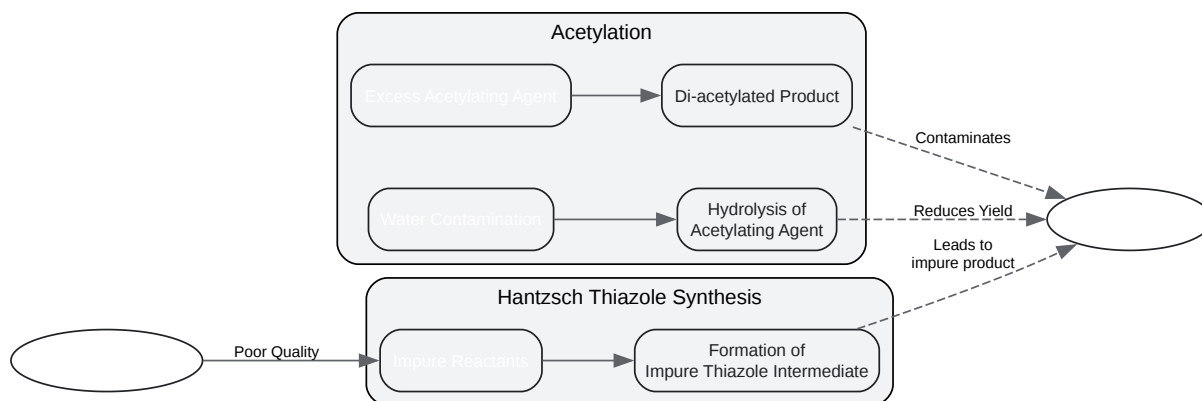 Acetylation
Excess Acetylating Agent
Di-acetylated Product
Contaminates
Water Contamination
Hydrolysis of
Acetylating Agent
Reduces Yield
Leads to
impure product
Hantzsch Thiazole Synthesis
Poor Quality
Impure Reactants
Formation of
Impure Thiazole Intermediate